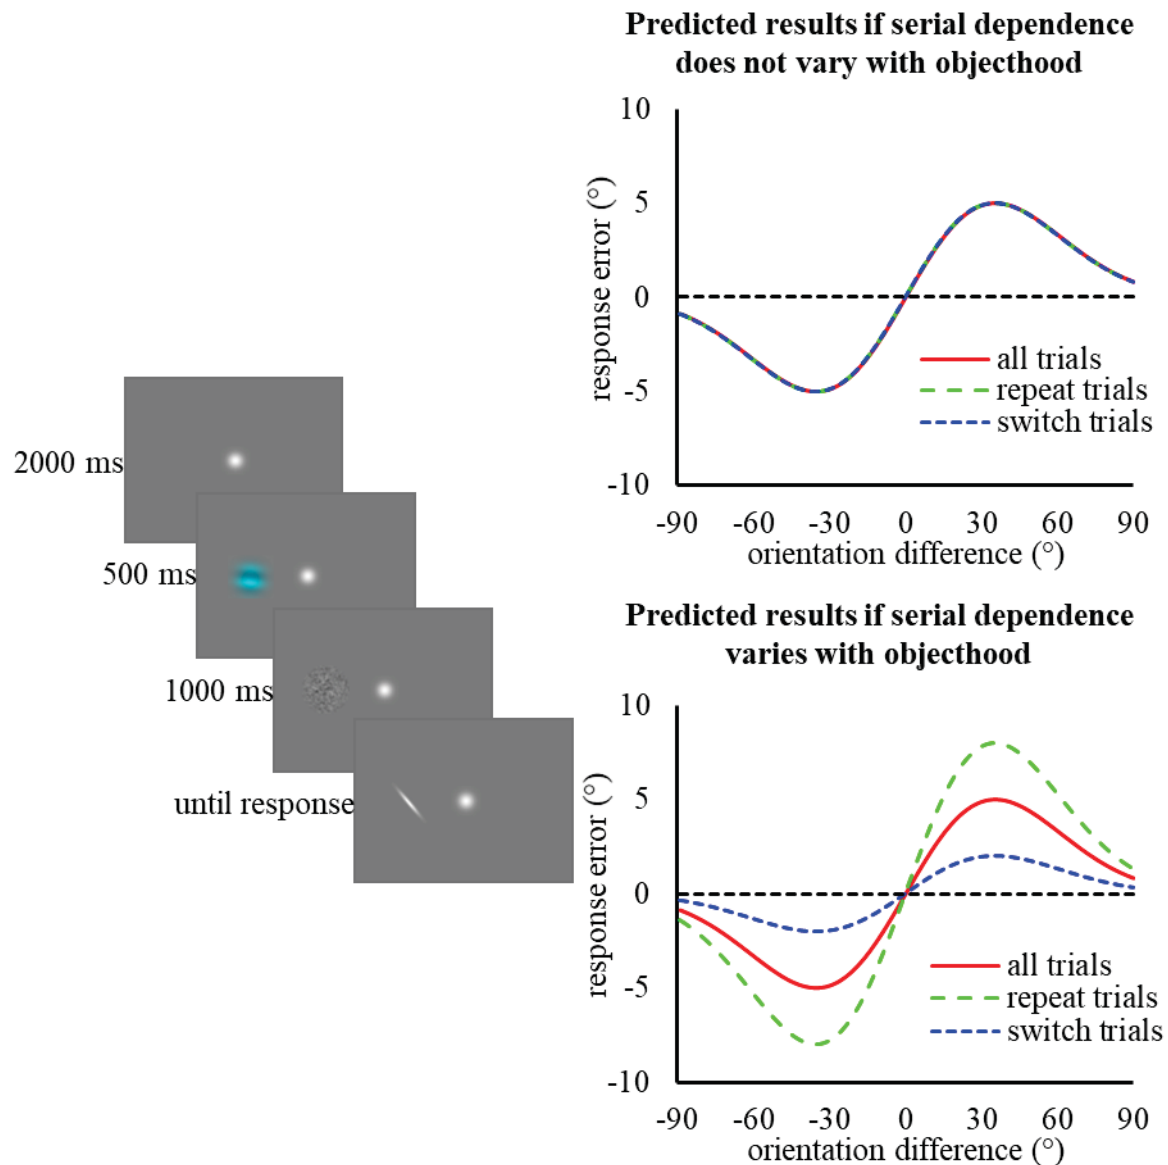 2000 ms
500 ms
1000 ms
until response
Predicted results if serial dependence
does not vary with objecthood
response error (°)
10
5
0
-5
-10
all trials
repeat trials
switch trials
-90 -60 -30 0 30 60 90
orientation difference (°)
Predicted results if serial dependence
varies with objecthood
response error (°)
10
5
0
-5
-10
all trials
repeat trials
switch trials
-90 -60 -30 0 30 60 90
orientation difference (°)